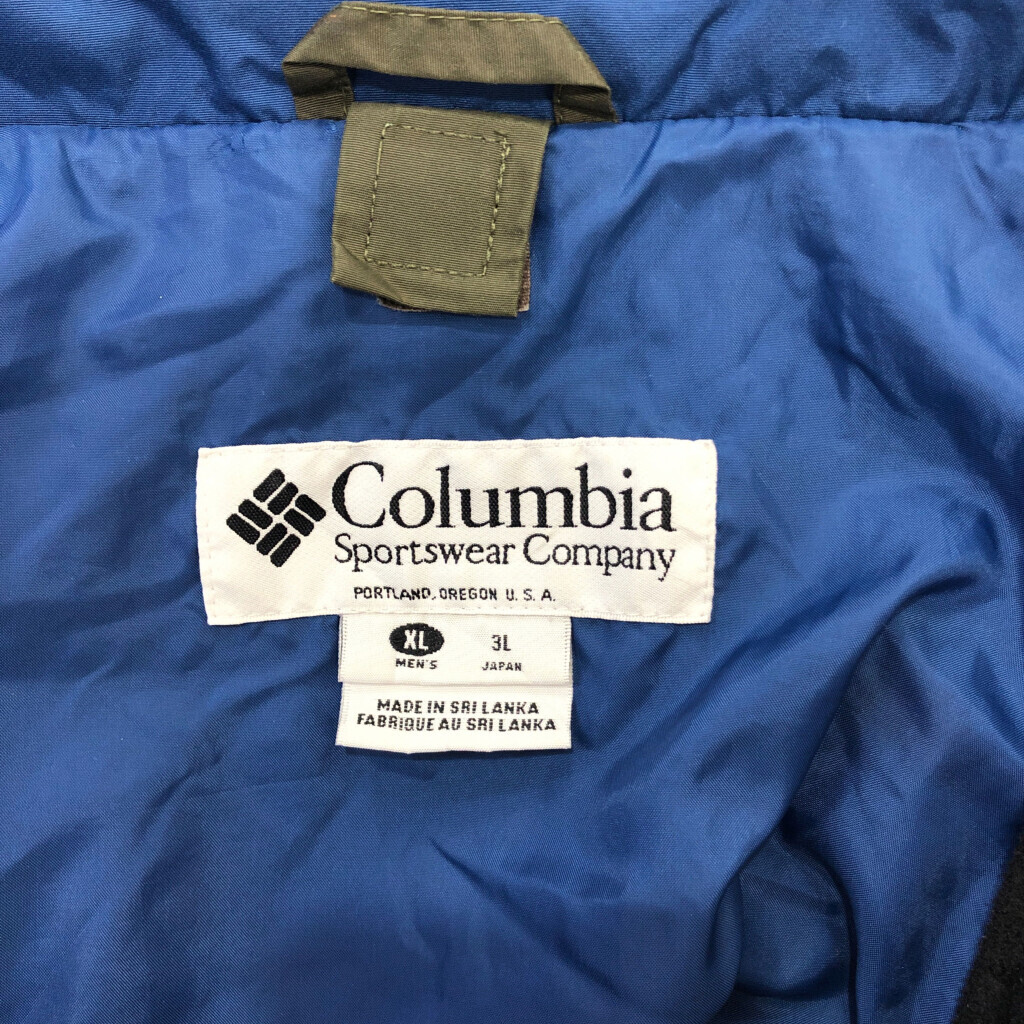 Columbia
Sportswear Company
PORTLAND, OREGON U.S.A.
XL 3L
MEN'S JAPAN
MADE IN SRI LANKA
FABRIQUE AU SRI LANKA